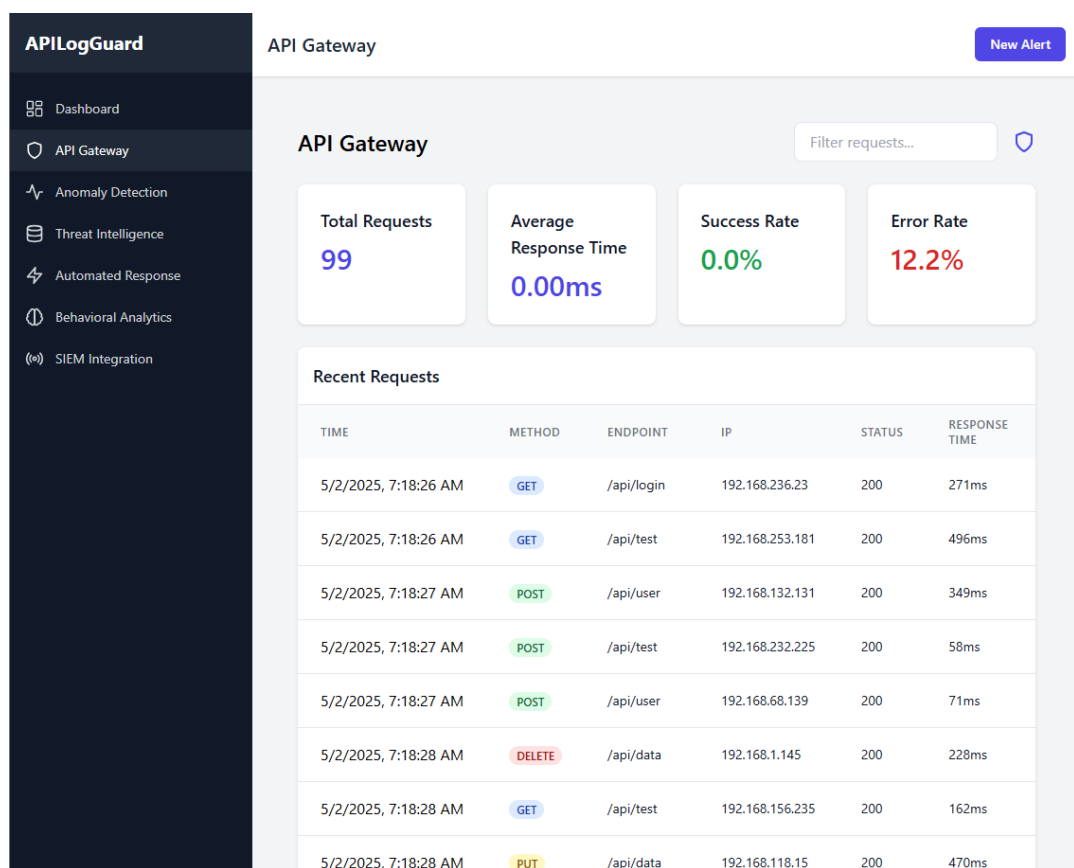 APILogGuard
API Gateway
New Alert
Dashboard
API Gateway
Anomaly Detection
Threat Intelligence
Automated Response
Behavioral Analytics
SIEM Integration
API Gateway
Filter requests...
Total Requests
99
Average
Response Time
0.00ms
Success Rate
0.0%
Error Rate
12.2%
Recent Requests
TIME METHOD ENDPOINT IP STATUS RESPONSE
TIME
5/2/2025, 7:18:26 AM GET /api/login 192.168.236.23 200 271ms
5/2/2025, 7:18:26 AM GET /api/test 192.168.253.181 200 496ms
5/2/2025, 7:18:27 AM POST /api/user 192.168.132.131 200 349ms
5/2/2025, 7:18:27 AM POST /api/test 192.168.232.225 200 58ms
5/2/2025, 7:18:27 AM POST /api/user 192.168.68.139 200 71ms
5/2/2025, 7:18:28 AM DELETE /api/data 192.168.1.145 200 228ms
5/2/2025, 7:18:28 AM GET /api/test 192.168.156.235 200 162ms
5/2/2025, 7:18:28 AM PUT /api/data 192.168.118.15 200 470ms